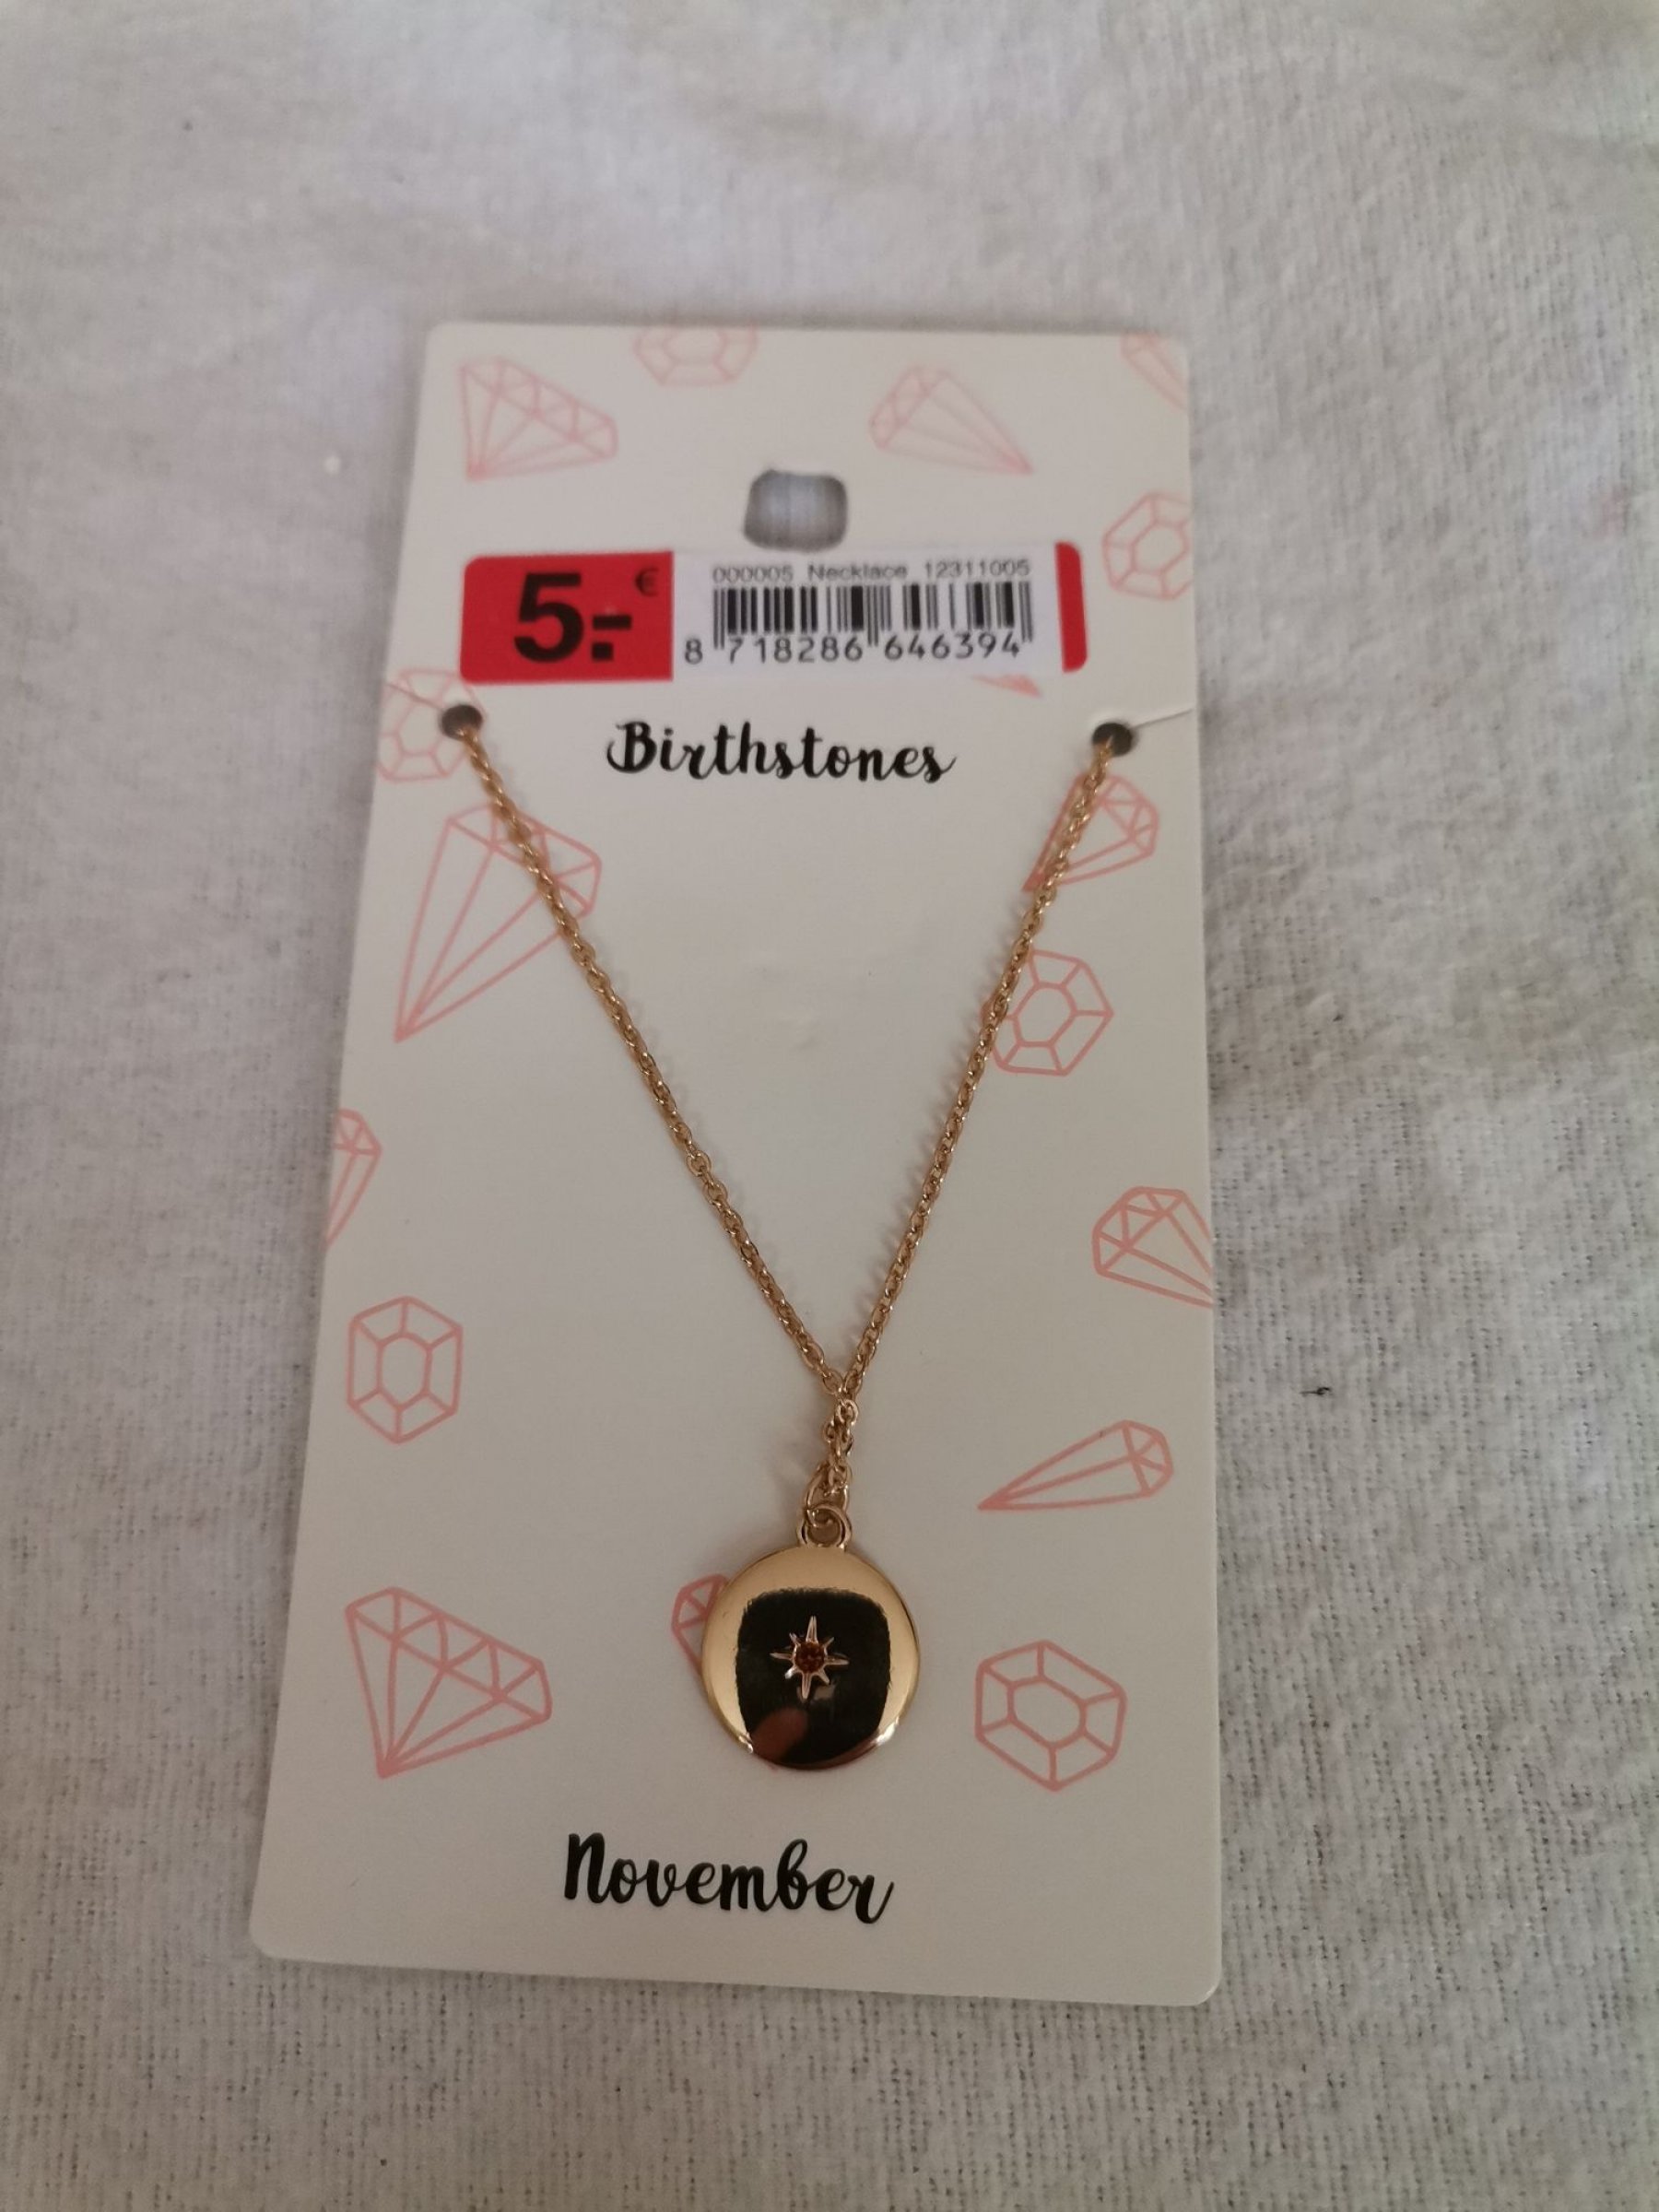 5.- €
000005 Necklace 12311005
8 718286 646394
Birthstones
November